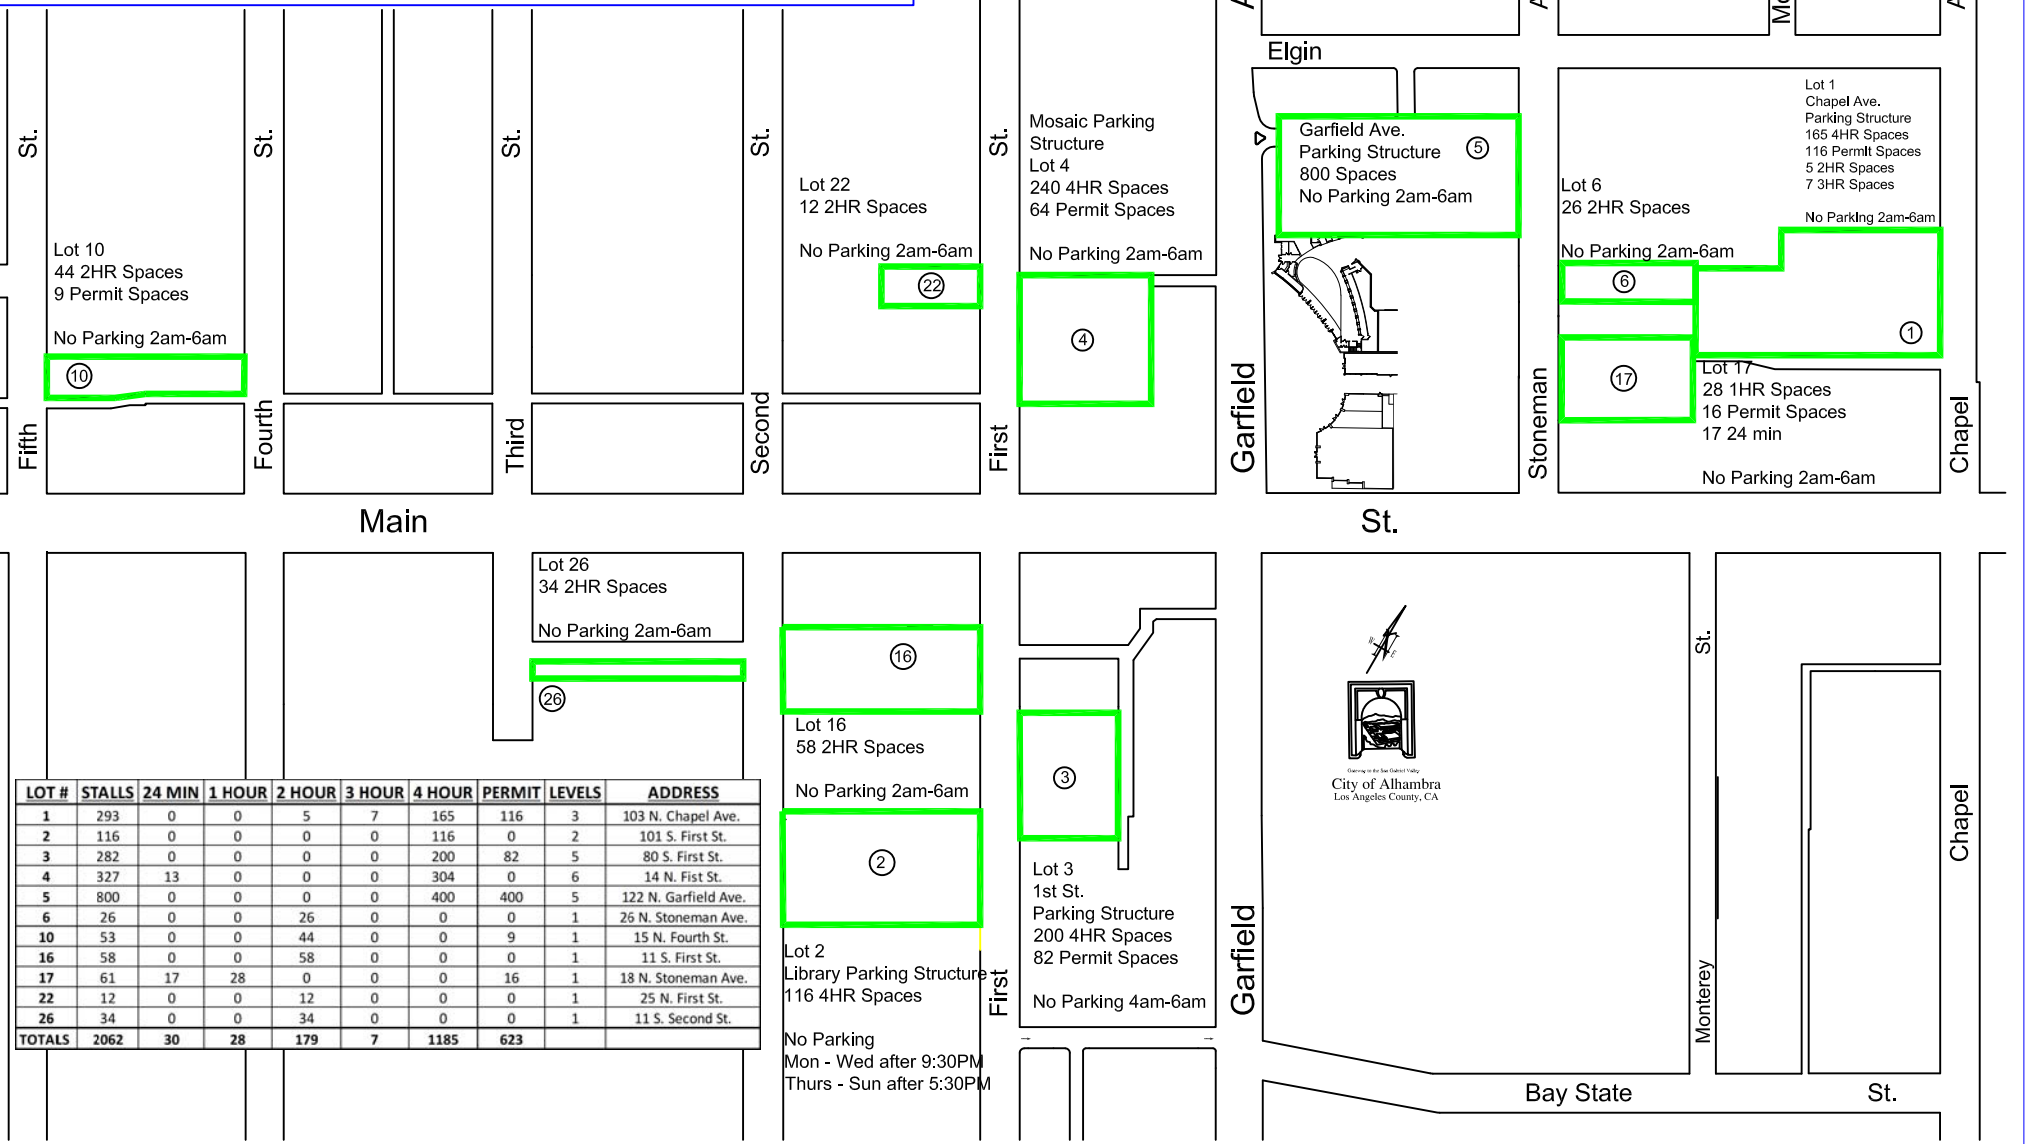 Elgin
St.
St.
St.
St.
St.
Lot 10
44 2HR Spaces
9 Permit Spaces
No Parking 2am-6am
10
Lot 22
12 2HR Spaces
No Parking 2am-6am
22
Mosaic Parking
Structure
Lot 4
240 4HR Spaces
64 Permit Spaces
No Parking 2am-6am
4
Garfield Ave.
Parking Structure
800 Spaces
No Parking 2am-6am
5
Lot 6
26 2HR Spaces
No Parking 2am-6am
6
Lot 1
Chapel Ave.
Parking Structure
165 4HR Spaces
116 Permit Spaces
5 2HR Spaces
7 3HR Spaces
No Parking 2am-6am
1
17
Lot 17
28 1HR Spaces
16 Permit Spaces
17 24 min
No Parking 2am-6am
Fifth
Fourth
Third
Second
First
Garfield
Stoneman
Chapel
Main St.
Lot 26
34 2HR Spaces
No Parking 2am-6am
26
16
Lot 16
58 2HR Spaces
No Parking 2am-6am
2
Lot 2
Library Parking Structure
116 4HR Spaces
No Parking
Mon - Wed after 9:30PM
Thurs - Sun after 5:30PM
First
3
Lot 3
1st St.
Parking Structure
200 4HR Spaces
82 Permit Spaces
No Parking 4am-6am
Garfield
W
E
Gateway to the San Gabriel Valley
City of Alhambra
Los Angeles County, CA
St.
Monterey
Chapel
Bay State St.
LOT # STALLS 24 MIN 1 HOUR 2 HOUR 3 HOUR 4 HOUR PERMIT LEVELS ADDRESS
1 293 0 0 5 7 165 116 3 103 N. Chapel Ave.
2 116 0 0 0 0 116 0 2 101 S. First St.
3 282 0 0 0 0 200 82 5 80 S. First St.
4 327 13 0 0 0 304 0 6 14 N. Fist St.
5 800 0 0 0 0 400 400 5 122 N. Garfield Ave.
6 26 0 0 26 0 0 0 1 26 N. Stoneman Ave.
10 53 0 0 44 0 0 9 1 15 N. Fourth St.
16 58 0 0 58 0 0 0 1 11 S. First St.
17 61 17 28 0 0 0 16 1 18 N. Stoneman Ave.
22 12 0 0 12 0 0 0 1 25 N. First St.
26 34 0 0 34 0 0 0 1 11 S. Second St.
TOTALS 2062 30 28 179 7 1185 623